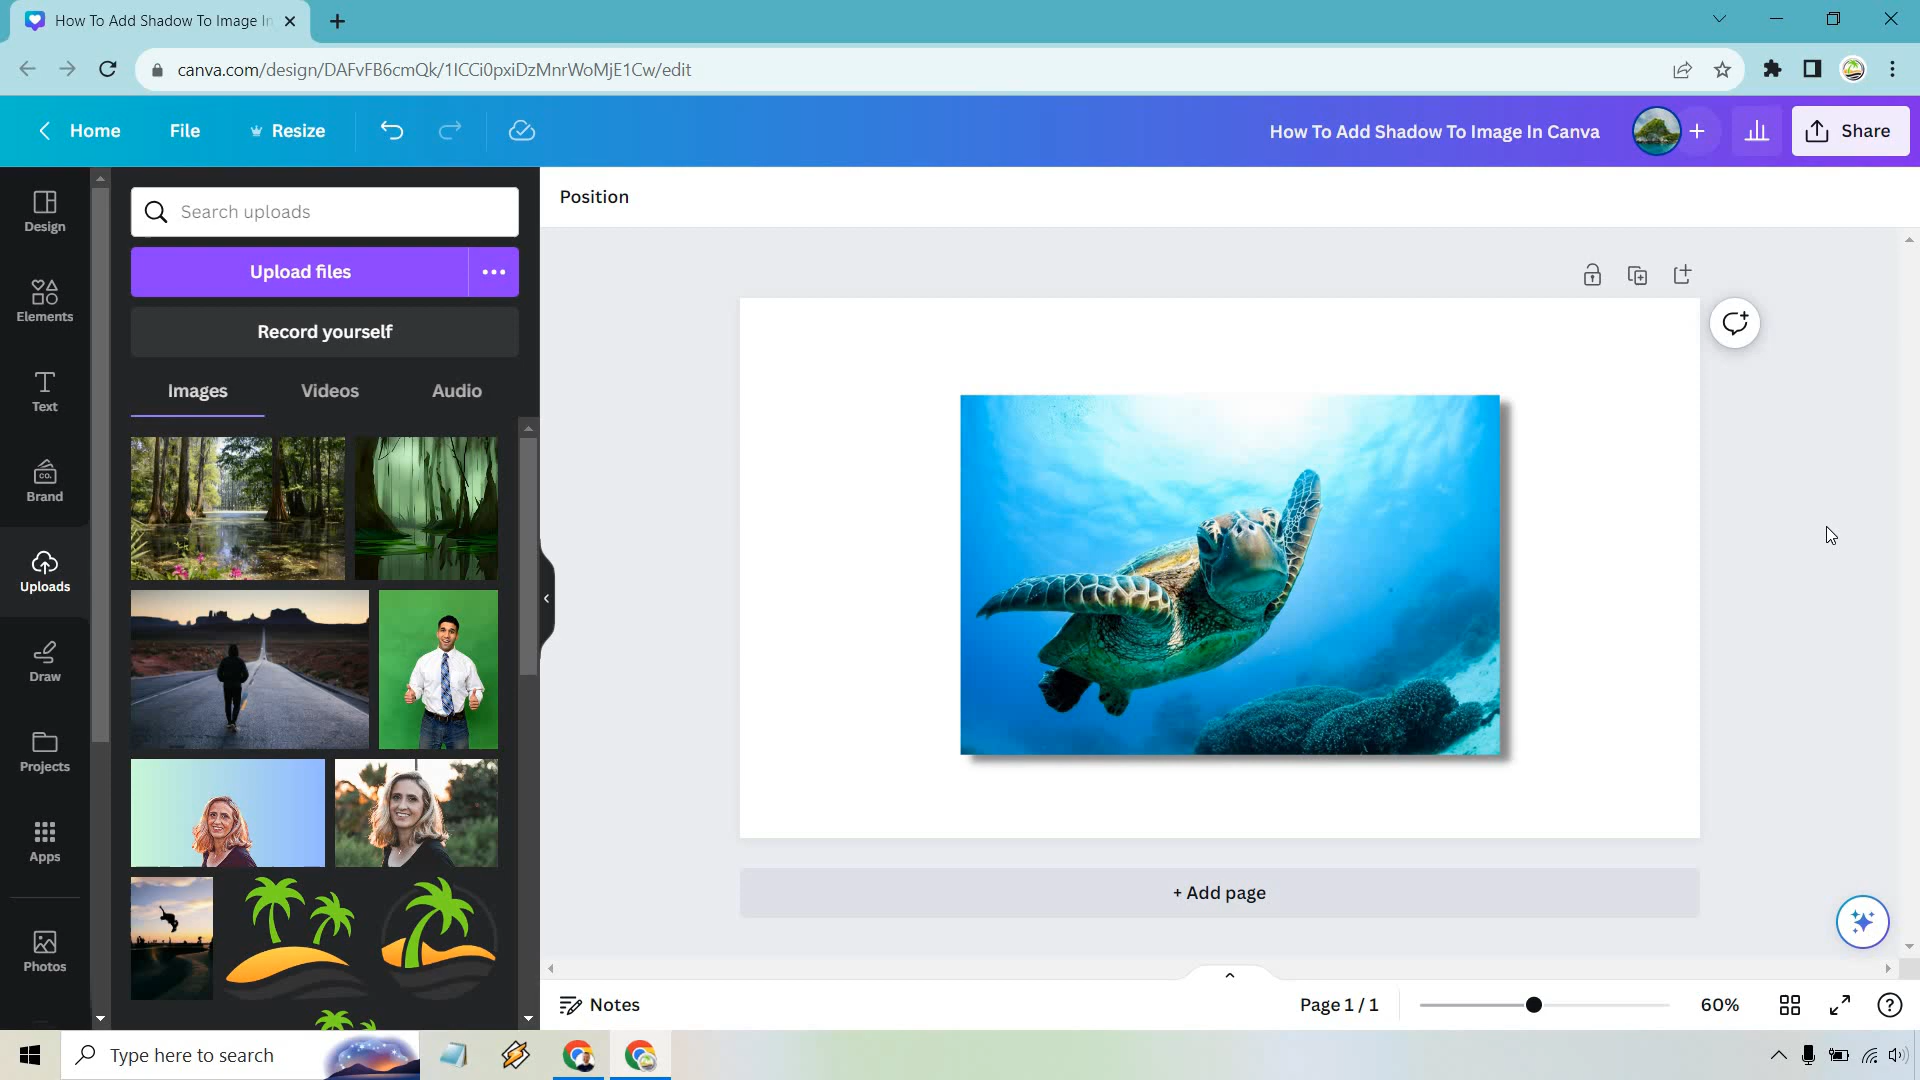 How To Add Shadow To Image In
canva.com/design/DAFvFB6cmQk/1ICCi0pxiDzMnrWoMjE1Cw/edit
Home File Resize How To Add Shadow To Image In Canva Share
Design
Elements
Text
Brand
CO.
Uploads
Draw
Projects
Apps
Photos
Search uploads
Upload files
Record yourself
Images Videos Audio
Position
+ Add page
Notes Page 1 / 1 60%
Type here to search